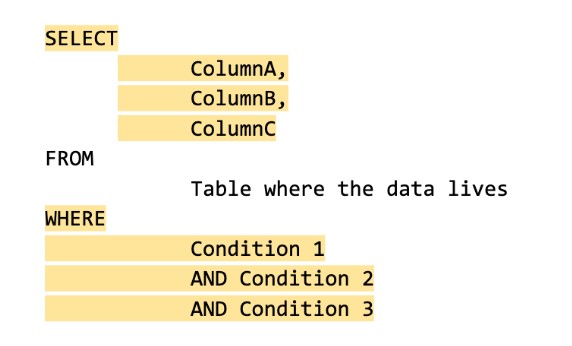 SELECT
ColumnA,
ColumnB,
ColumnC
FROM
Table where the data lives
WHERE
Condition 1
AND Condition 2
AND Condition 3